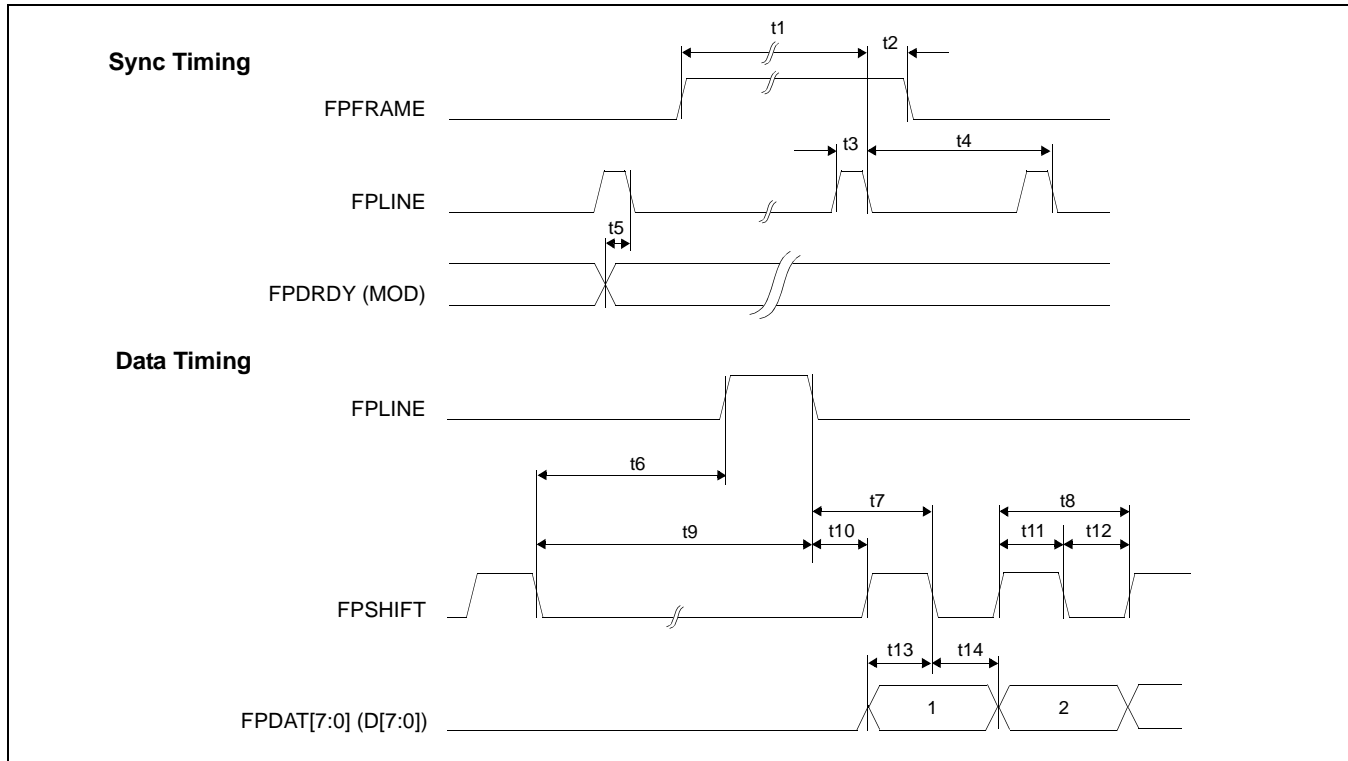 Sync Timing
t1
t2
FPFRAME
t3
t4
FPLINE
t5
FPDRDY (MOD)
Data Timing
FPLINE
t6
t7
t8
t9
t10
t11
t12
FPSHIFT
t13
t14
FPDAT[7:0] (D[7:0])
1
2